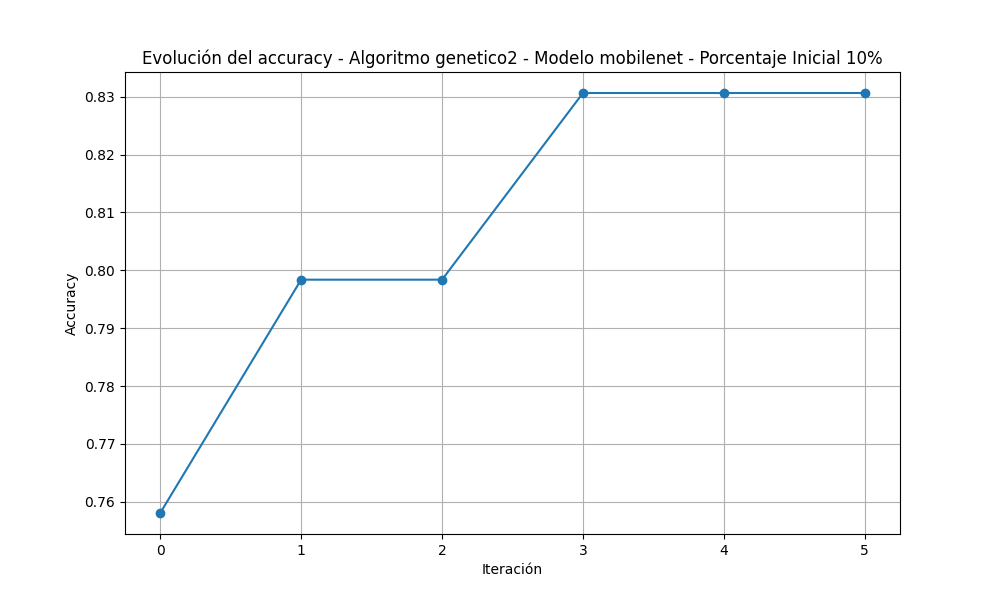 Evolución del accuracy - Algoritmo genetico2 - Modelo mobilenet - Porcentaje Inicial 10%
0.83
0.82
0.81
0.80
0.79
0.78
0.77
0.76
Accuracy
0 1 2 3 4 5
Iteración